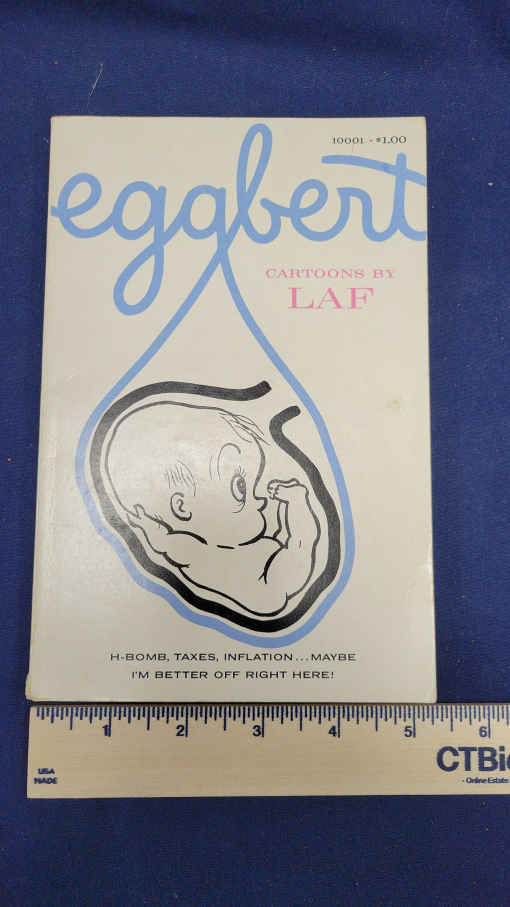 10001 - $1.00
eggbert
CARTOONS BY
LAF
H-BOMB, TAXES, INFLATION...MAYBE
I'M BETTER OFF RIGHT HERE!
1 2 3 4 5 6
USA
MADE
- Online Estate